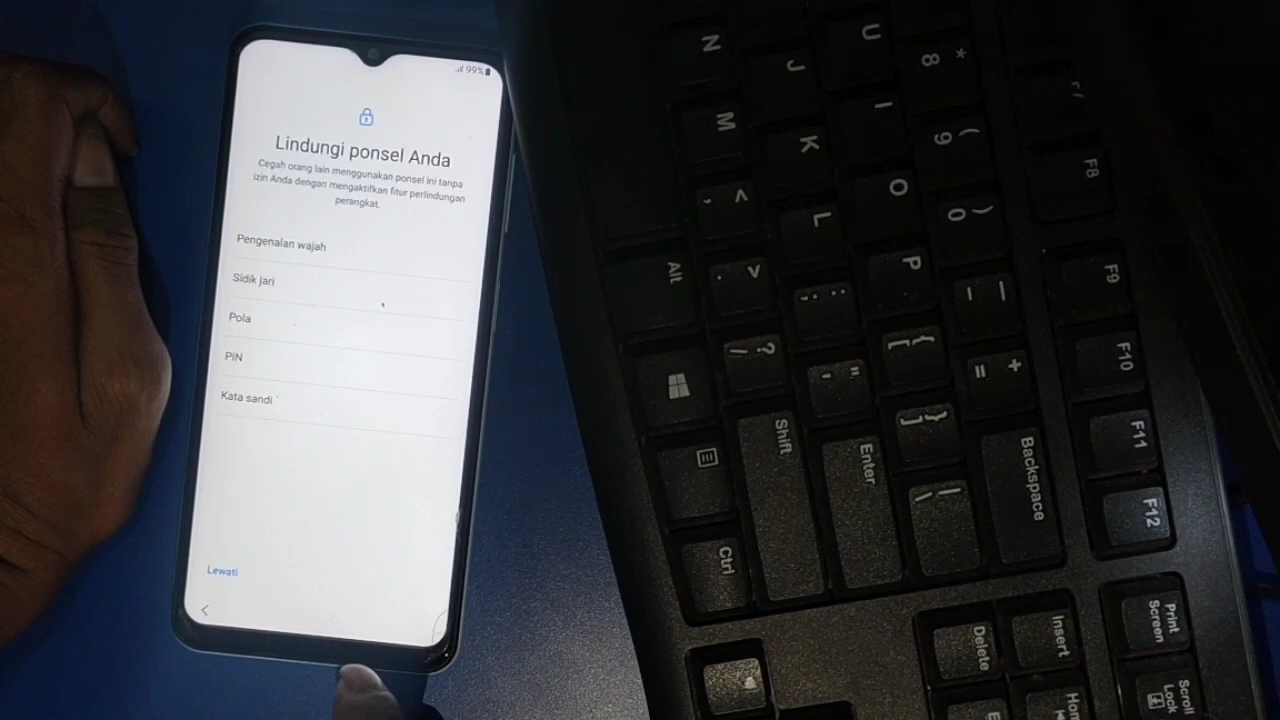 99%
Lindungi ponsel Anda
Cegah orang lain menggunakan ponsel ini tanpa
izin Anda dengan mengaktifkan fitur perlindungan
perangkat.
Pengenalan wajah
Sidik jari
Pola
PIN
Kata sandi
Lewati
N
J
U
* 8
M
K
I
( 9
F8
< ,
L
O
) 0
Alt
> .
: ;
P
_ -
F9
? /
" '
{ [
+ =
F10
Shift
Enter
} ]
Backspace
F11
| \
F12
Ctrl
Delete
Insert
Print
Screen
Scroll
Lock